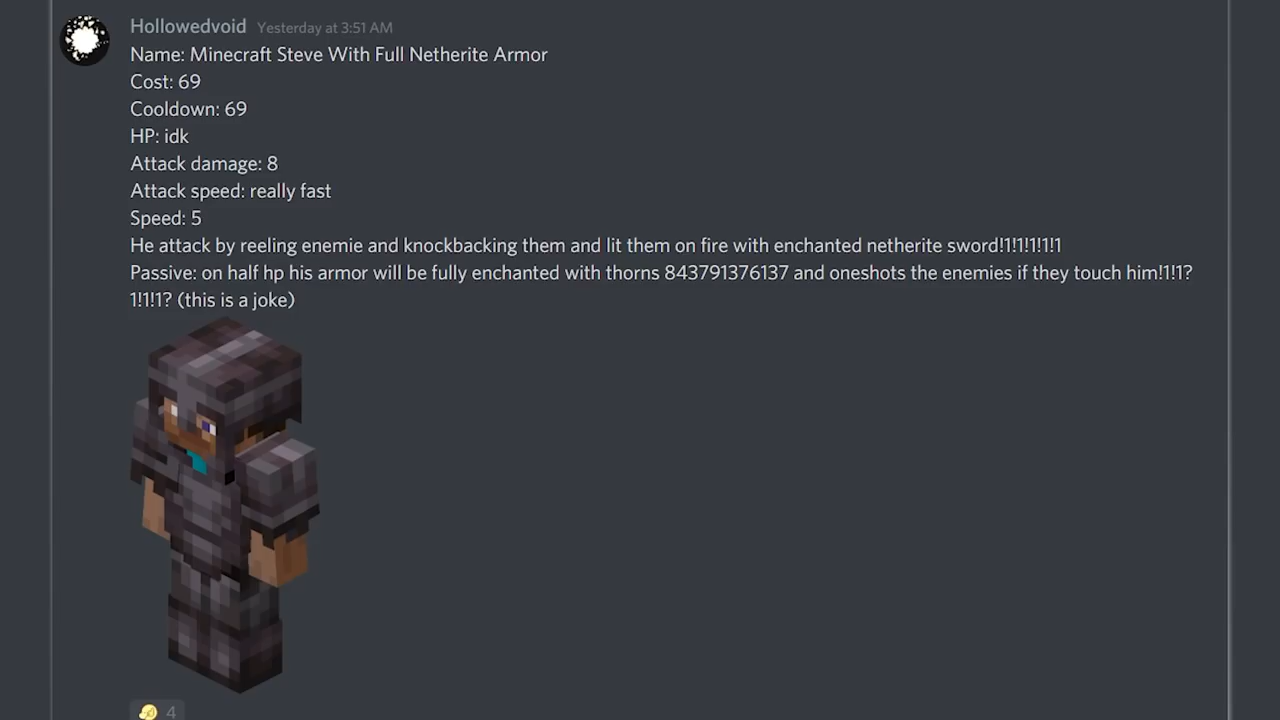 Hollowedvoid Yesterday at 3:51 AM
Name: Minecraft Steve With Full Netherite Armor
Cost: 69
Cooldown: 69
HP: idk
Attack damage: 8
Attack speed: really fast
Speed: 5
He attack by reeling enemie and knockbacking them and lit them on fire with enchanted netherite sword!1!1!1!1!1
Passive: on half hp his armor will be fully enchanted with thorns 843791376137 and oneshots the enemies if they touch him!1!1?
1!1!1? (this is a joke)
4